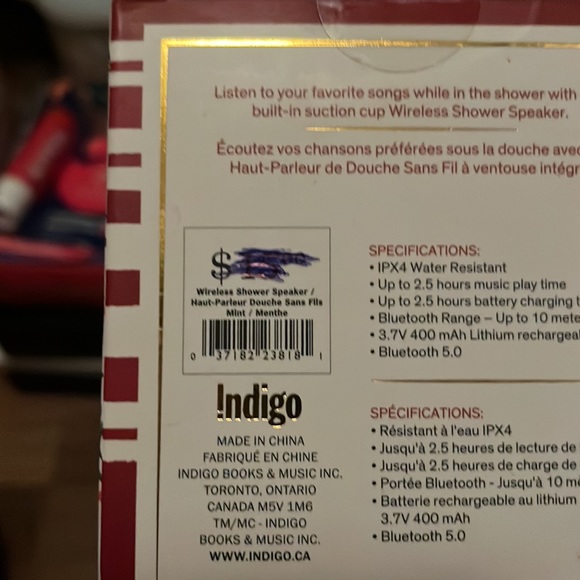 Listen to your favorite songs while in the shower with
built-in suction cup Wireless Shower Speaker.
Écoutez vos chansons préférées sous la douche avec
Haut-Parleur de Douche Sans Fil à ventouse
$
Wireless Shower Speaker /
Haut-Parleur Douche Sans Fils
Mint / Menthe
0 37182 23818 1
Indigo
MADE IN CHINA
FABRIQUÉ EN CHINE
INDIGO BOOKS & MUSIC INC.
TORONTO, ONTARIO
CANADA M5V 1M6
TM/MC - INDIGO
BOOKS & MUSIC INC.
WWW.INDIGO.CA
SPECIFICATIONS:
• IPX4 Water Resistant
• Up to 2.5 hours music play time
• Up to 2.5 hours battery charging
• Bluetooth Range – Up to 10
• 3.7V 400 mAh Lithium
• Bluetooth 5.0
SPÉCIFICATIONS:
• Résistant à l'eau IPX4
• Jusqu'à 2.5 heures de lecture de
• Jusqu'à 2.5 heures de charge de
• Portée Bluetooth - Jusqu'à 10
• Batterie rechargeable au lithium
3.7V 400 mAh
• Bluetooth 5.0